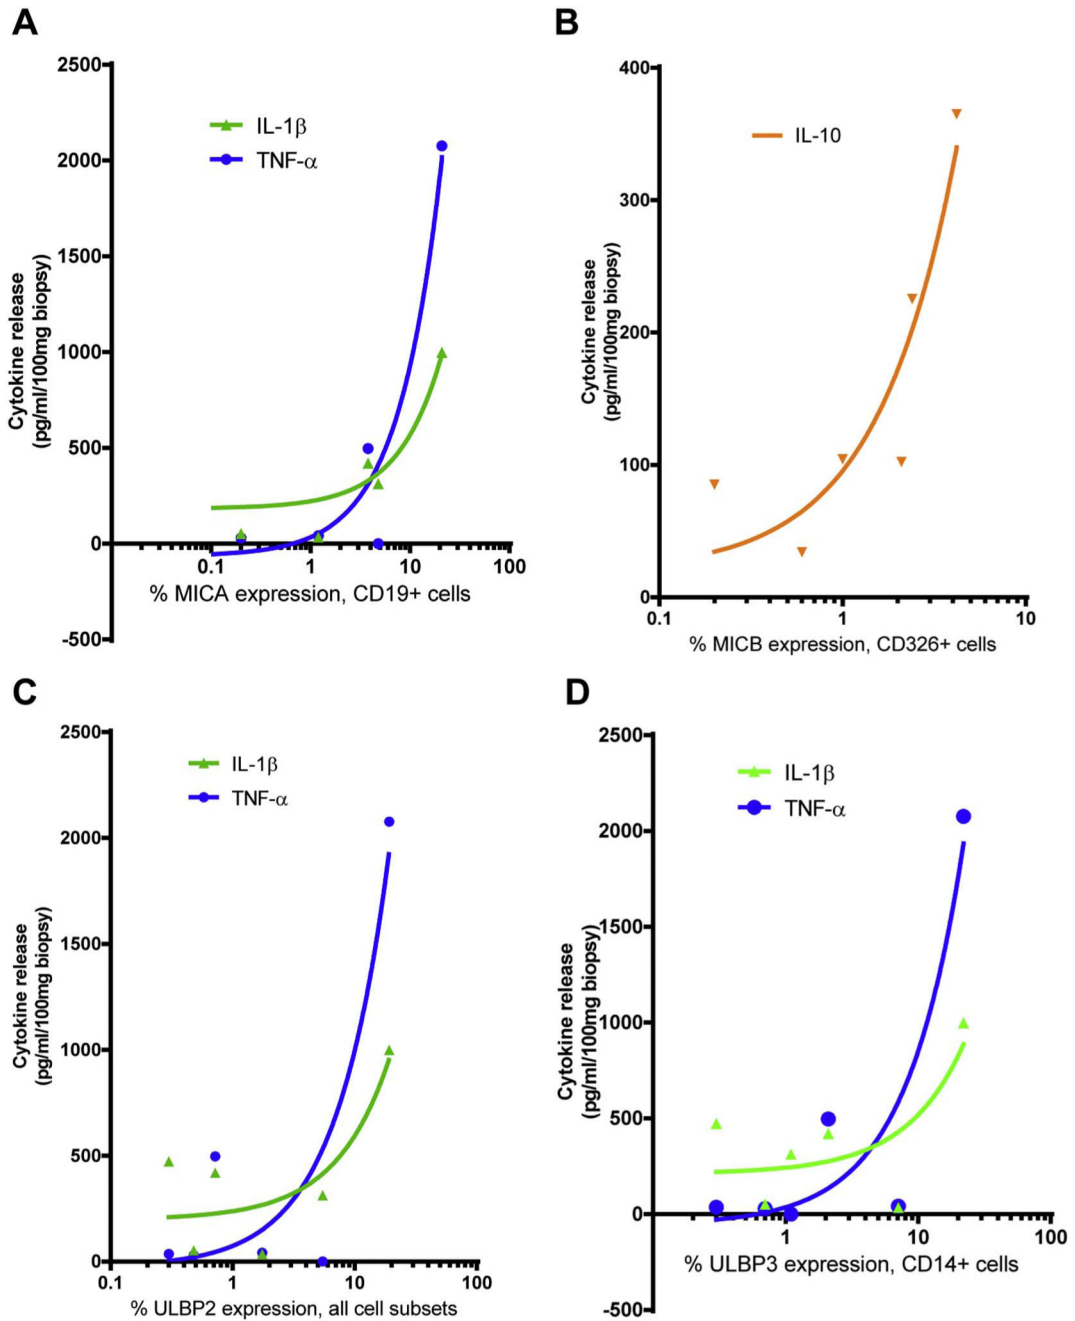 A
2500
2000
1500
1000
500
0
-500
0.1 1 10 100
IL-1β
TNF-α
Cytokine release
(pg/ml/100mg biopsy)
% MICA expression, CD19+ cells
B
400
300
200
100
0
0.1 1 10
IL-10
Cytokine release
(pg/ml/100mg biopsy)
% MICB expression, CD326+ cells
C
2500
2000
1500
1000
500
0
0.1 1 10 100
IL-1β
TNF-α
Cytokine release
(pg/ml/100mg biopsy)
% ULBP2 expression, all cell subsets
D
2500
2000
1500
1000
500
0
-500
1 10 100
IL-1β
TNF-α
Cytokine release
(pg/ml/100mg biopsy)
% ULBP3 expression, CD14+ cells